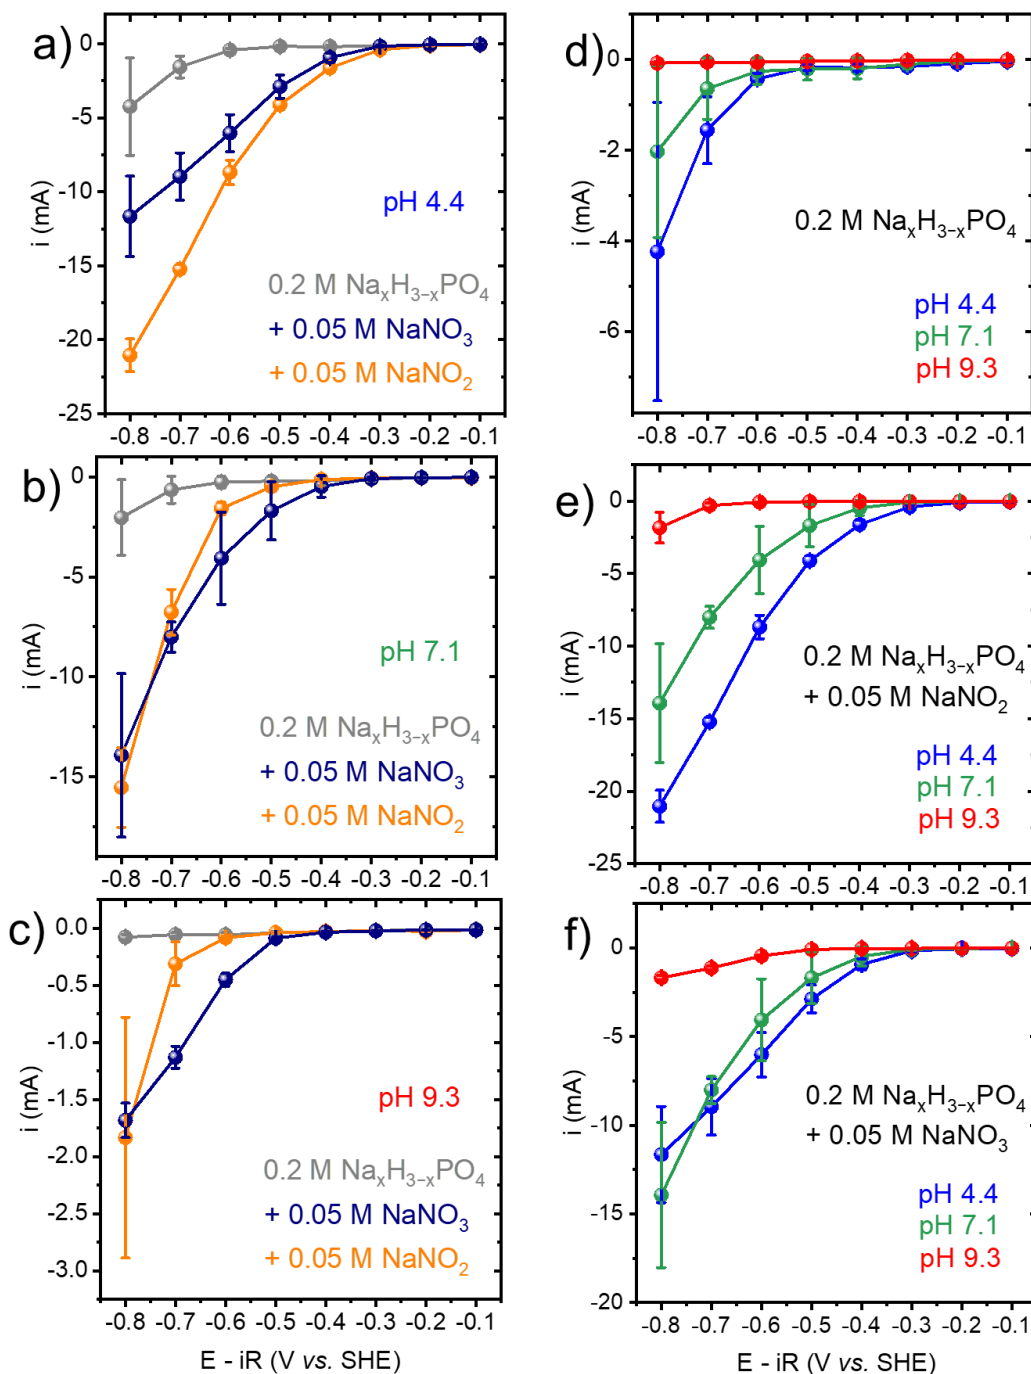 a)
0
-5
-10
-15
-20
-25
i (mA)
pH 4.4
0.2 M NaₓH₃₋ₓPO₄
+ 0.05 M NaNO₃
+ 0.05 M NaNO₂
-0.8 -0.7 -0.6 -0.5 -0.4 -0.3 -0.2 -0.1
b)
0
-5
-10
-15
i (mA)
pH 7.1
0.2 M NaₓH₃₋ₓPO₄
+ 0.05 M NaNO₃
+ 0.05 M NaNO₂
-0.8 -0.7 -0.6 -0.5 -0.4 -0.3 -0.2 -0.1
c)
0.0
-0.5
-1.0
-1.5
-2.0
-2.5
-3.0
i (mA)
pH 9.3
0.2 M NaₓH₃₋ₓPO₄
+ 0.05 M NaNO₃
+ 0.05 M NaNO₂
-0.8 -0.7 -0.6 -0.5 -0.4 -0.3 -0.2 -0.1
E - iR (V vs. SHE)
d)
0
-2
-4
-6
i (mA)
0.2 M NaₓH₃₋ₓPO₄
pH 4.4
pH 7.1
pH 9.3
-0.8 -0.7 -0.6 -0.5 -0.4 -0.3 -0.2 -0.1
e)
0
-5
-10
-15
-20
-25
i (mA)
0.2 M NaₓH₃₋ₓPO₄
+ 0.05 M NaNO₂
pH 4.4
pH 7.1
pH 9.3
-0.8 -0.7 -0.6 -0.5 -0.4 -0.3 -0.2 -0.1
f)
0
-5
-10
-15
-20
i (mA)
0.2 M NaₓH₃₋ₓPO₄
+ 0.05 M NaNO₃
pH 4.4
pH 7.1
pH 9.3
-0.8 -0.7 -0.6 -0.5 -0.4 -0.3 -0.2 -0.1
E - iR (V vs. SHE)